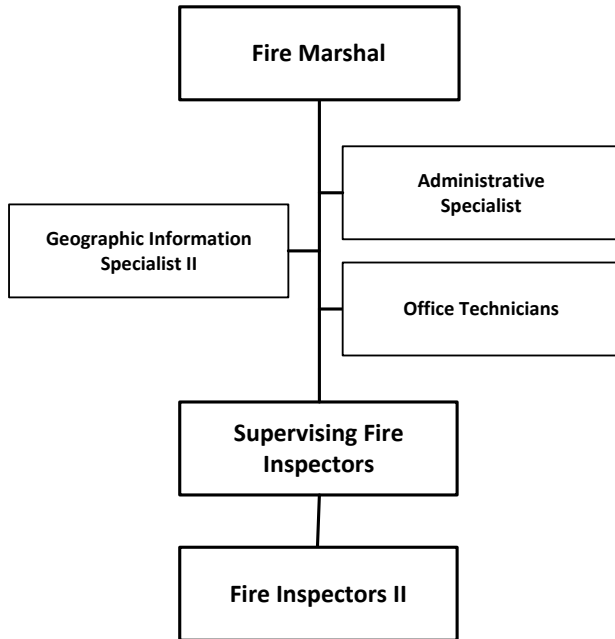 Fire Marshal
Administrative
Specialist
Geographic Information
Specialist II
Office Technicians
Supervising Fire
Inspectors
Fire Inspectors II